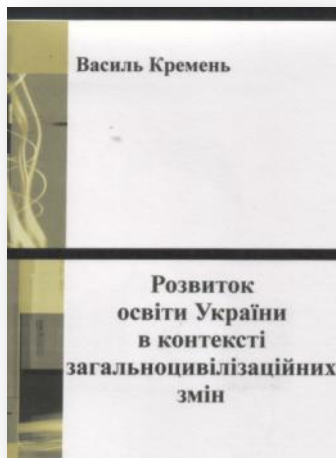 Василь Кремень
Розвиток
освіти України
в контексті
загальноцивілізаційних
змін